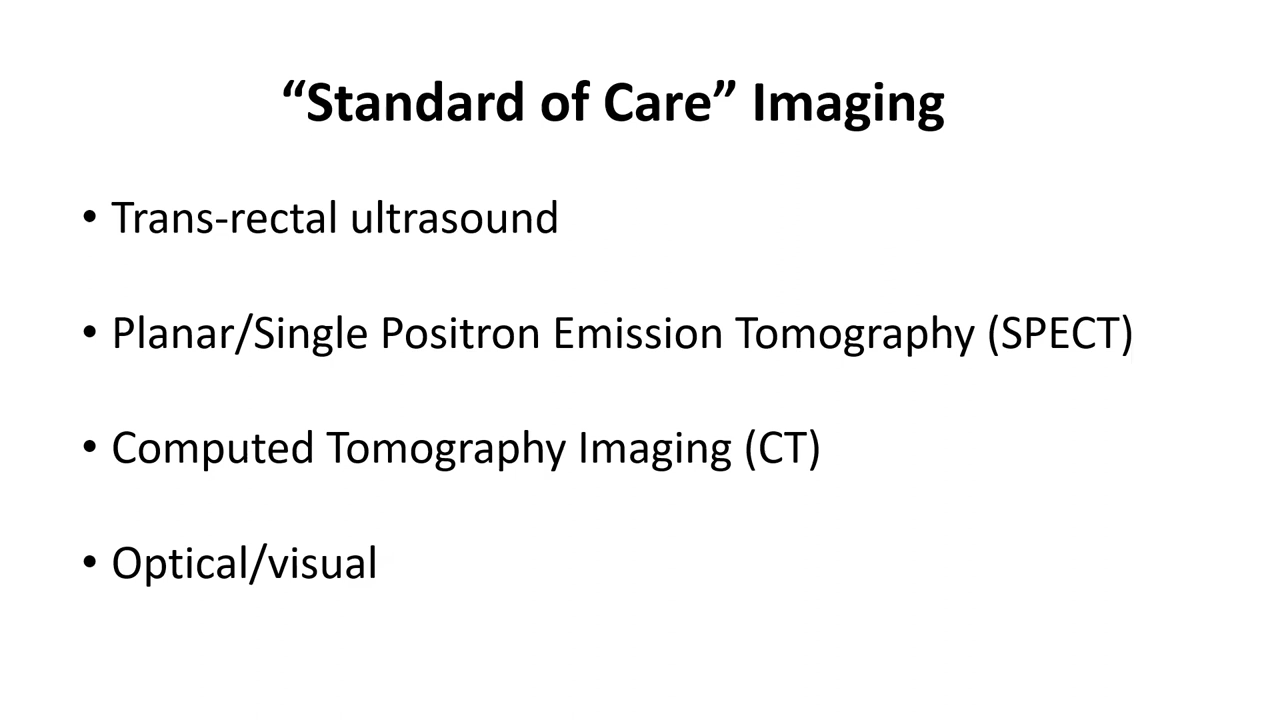 “Standard of Care” Imaging
• Trans-rectal ultrasound
• Planar/Single Positron Emission Tomography (SPECT)
• Computed Tomography Imaging (CT)
• Optical/visual